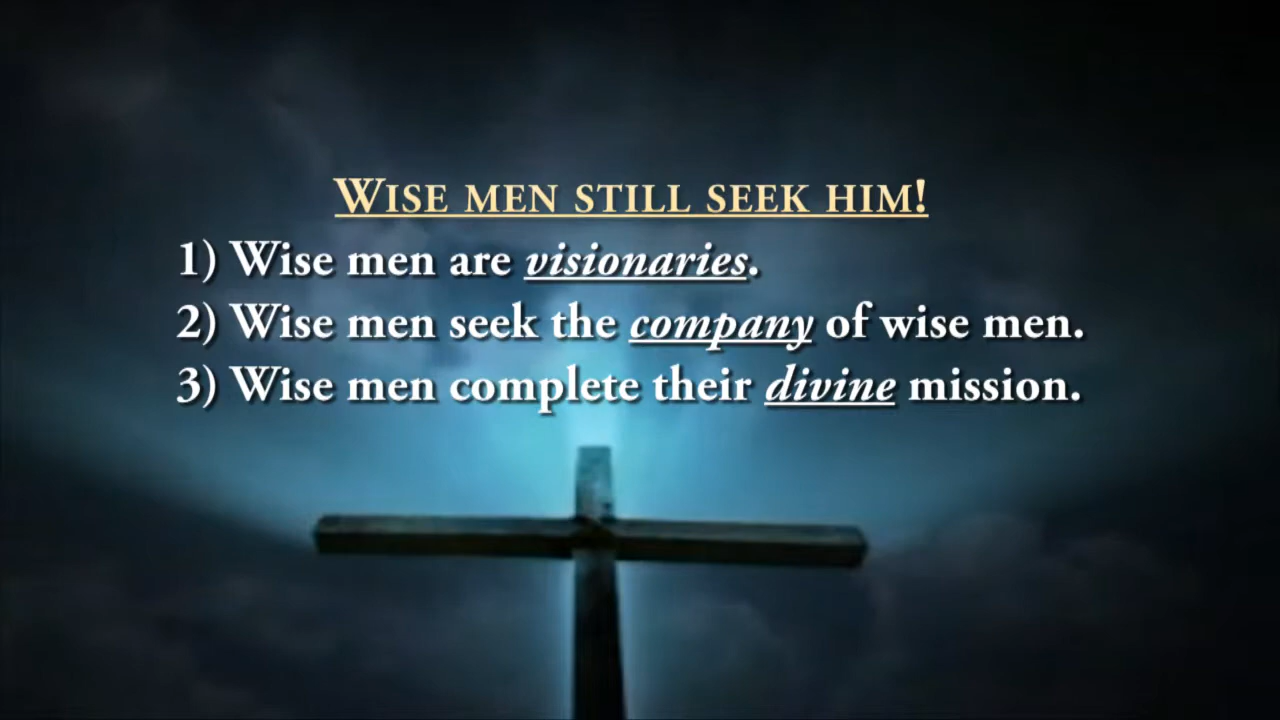 Wise men still seek him!
1) Wise men are visionaries.
2) Wise men seek the company of wise men.
3) Wise men complete their divine mission.